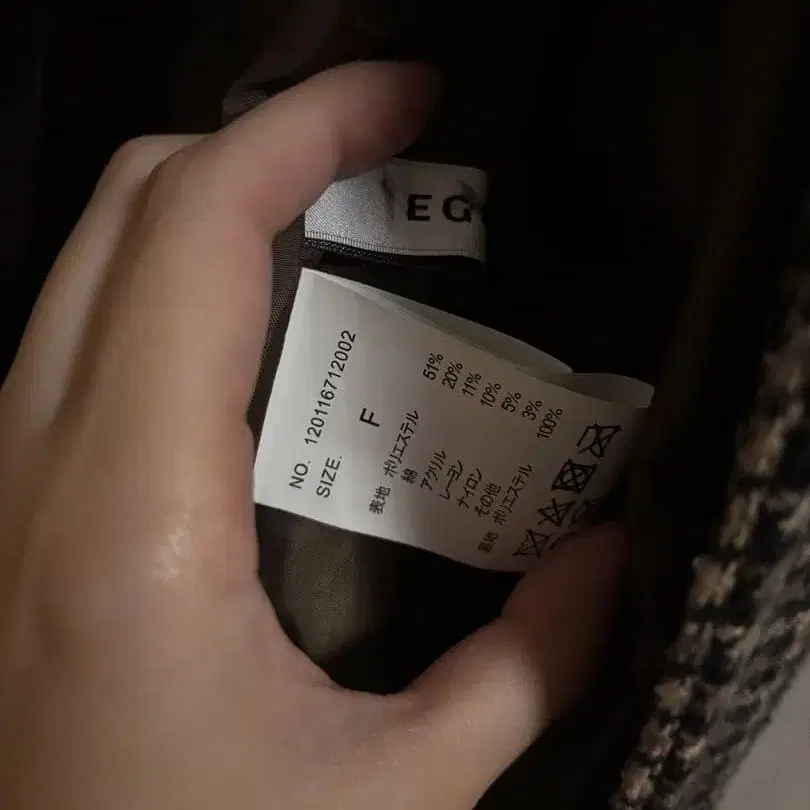 EG
NO. 120116712002
SIZE. F
表地 ポリエステル 51%
綿 20%
アクリル 11%
レーヨン 10%
ナイロン 5%
その他 3%
裏地 ポリエステル 100%